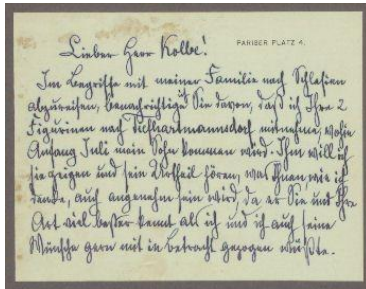 PARISER PLATZ 4.
Lieber Herr Kolbe!
Im Begriffe mit meiner Familie nach Schlesien
abzureisen, benachrichtige Sie davon, daß ich Ihre 2
Figurinen nach Tiefhartmannsdorf mitnehme, wohin
Anfang Juli mein Sohn kommen wird. Ihm will ich
sie zeigen und sein Urtheil hören, was Ihnen, wie ich
denke, auch angenehm sein wird, da er Sie und Ihre
Art viel besser kennt als ich und ich auch seine
Wünsche gern mit in betracht gezogen wüßte.